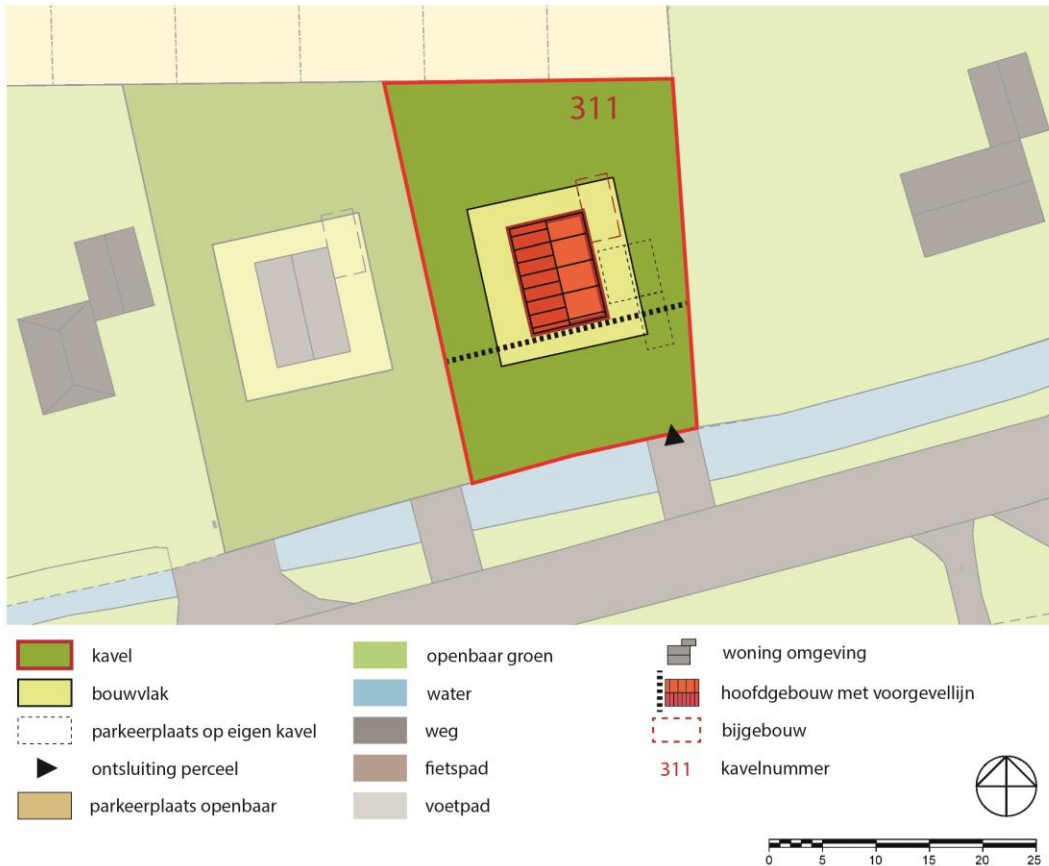 311
kavel
bouwvlak
parkeerplaats op eigen kavel
ontsluiting perceel
parkeerplaats openbaar
openbaar groen
water
weg
fietspad
voetpad
woning omgeving
hoofdgebouw met voorgevellijn
bijgebouw
311 kavelnummer
0 5 10 15 20 25